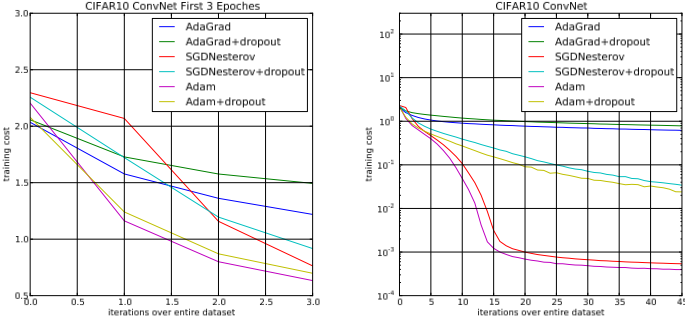 CIFAR10 ConvNet First 3 Epoches
3.0
2.5
2.0
1.5
1.0
0.5
training cost
AdaGrad
AdaGrad+dropout
SGDNesterov
SGDNesterov+dropout
Adam
Adam+dropout
0.0 0.5 1.0 1.5 2.0 2.5 3.0
iterations over entire dataset
CIFAR10 ConvNet
10²
10¹
10⁰
10⁻¹
10⁻²
10⁻³
10⁻⁴
training cost
AdaGrad
AdaGrad+dropout
SGDNesterov
SGDNesterov+dropout
Adam
Adam+dropout
0 5 10 15 20 25 30 35 40 45
iterations over entire dataset